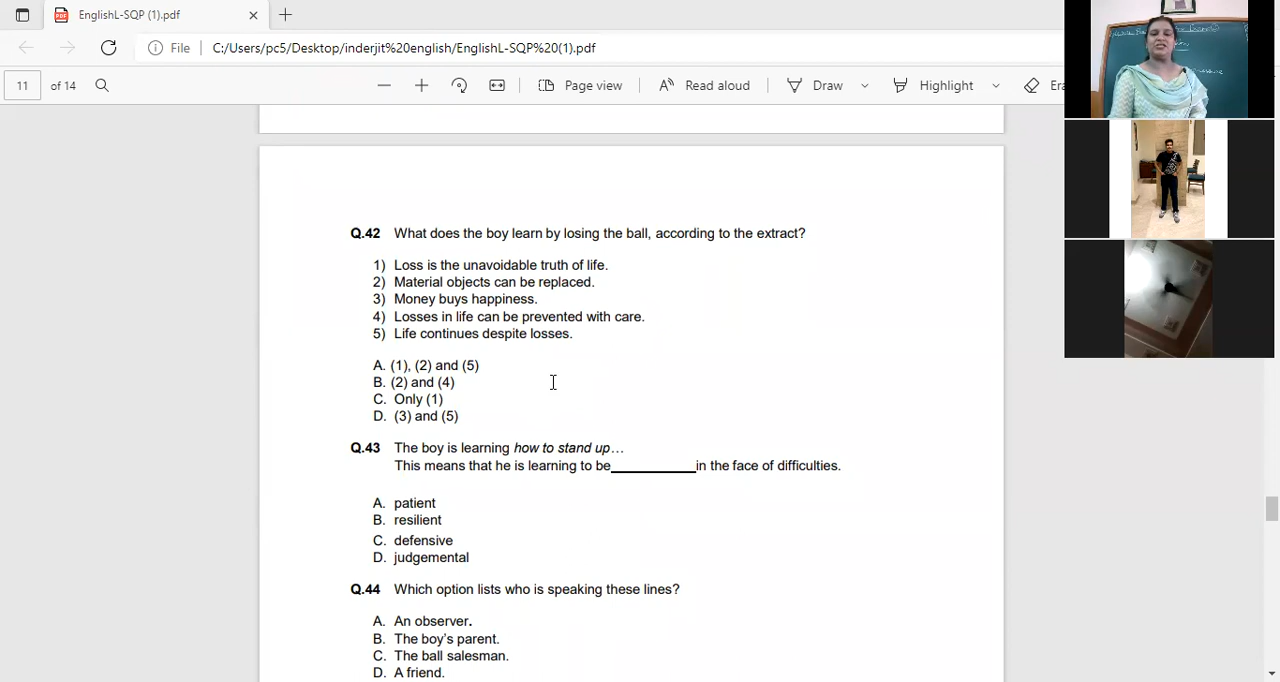 EnglishL-SQP (1).pdf
File
C:/Users/pc5/Desktop/inderjit%20english/EnglishL-SQP%20(1).pdf
11 of 14
Page view
Read aloud
Draw
Highlight
Era
Q.42 What does the boy learn by losing the ball, according to the extract?
1) Loss is the unavoidable truth of life.
2) Material objects can be replaced.
3) Money buys happiness.
4) Losses in life can be prevented with care.
5) Life continues despite losses.
A. (1), (2) and (5)
B. (2) and (4)
C. Only (1)
D. (3) and (5)
Q.43 The boy is learning how to stand up…
This means that he is learning to be__________in the face of difficulties.
A. patient
B. resilient
C. defensive
D. judgemental
Q.44 Which option lists who is speaking these lines?
A. An observer.
B. The boy's parent.
C. The ball salesman.
D. A friend.